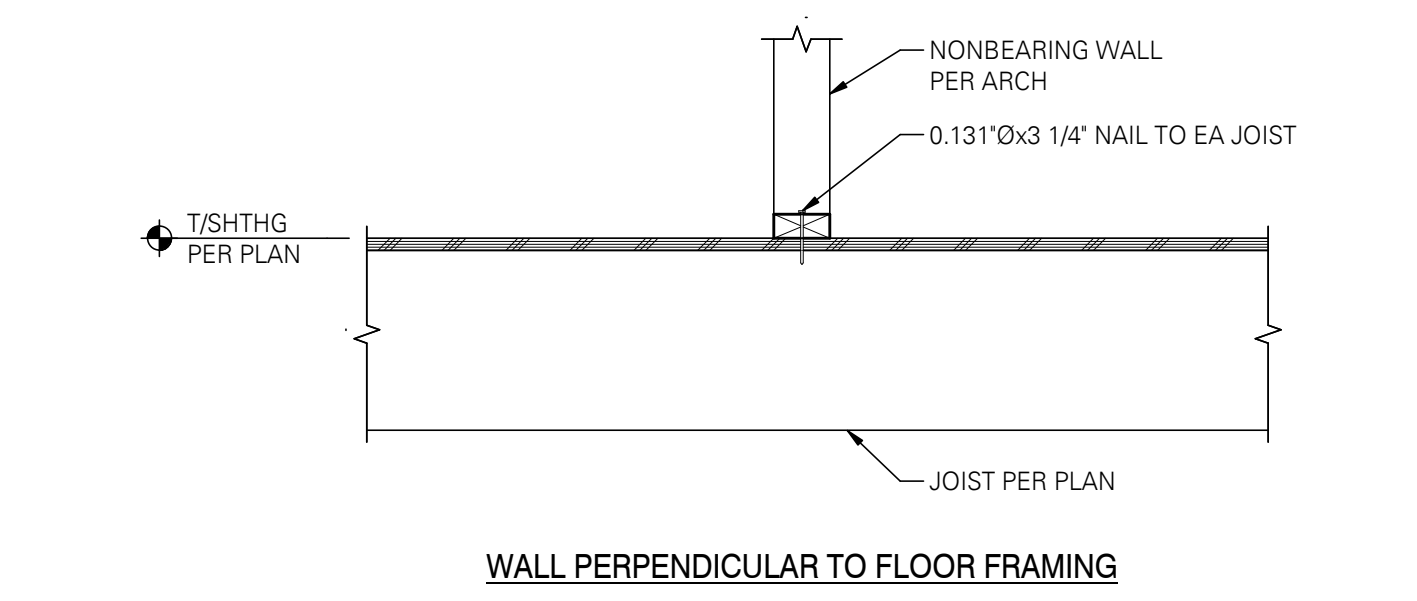 NONBEARING WALL
PER ARCH
0.131"Øx3 1/4" NAIL TO EA JOIST
T/SHTHG
PER PLAN
JOIST PER PLAN
WALL PERPENDICULAR TO FLOOR FRAMING